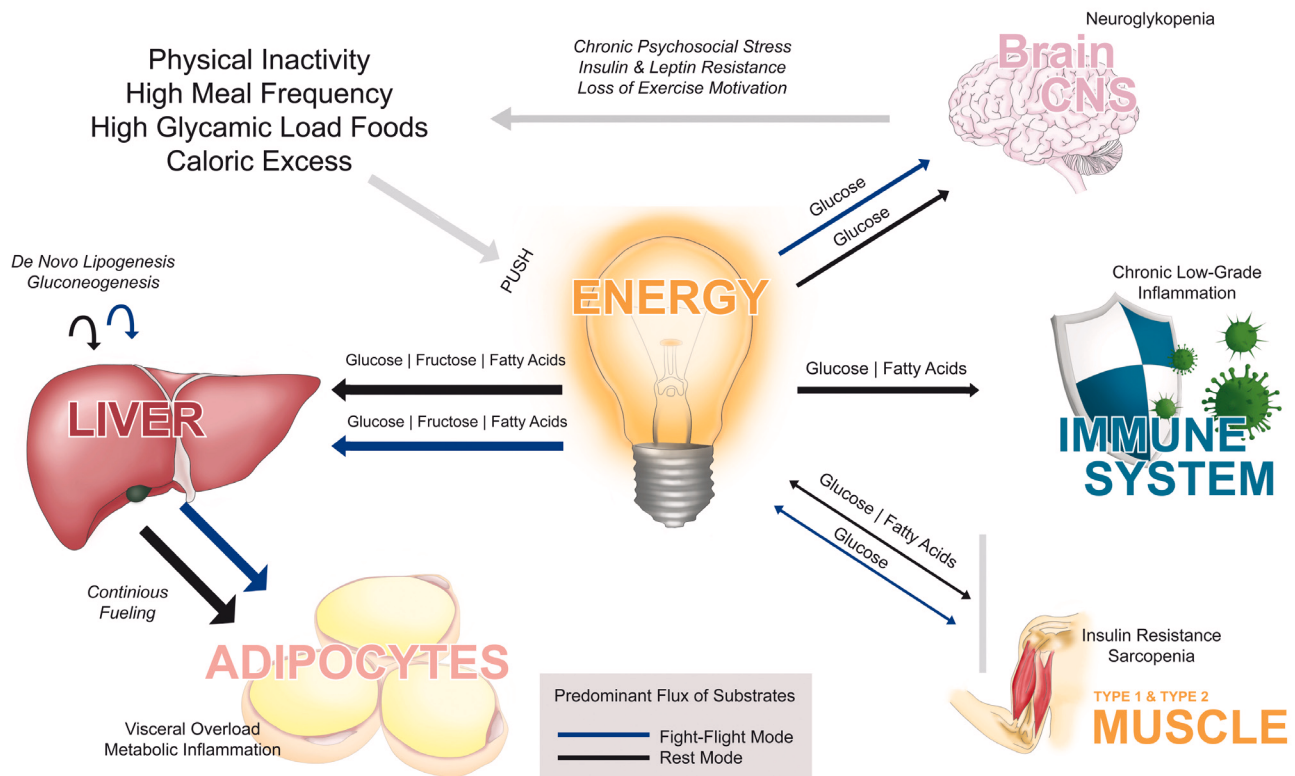 Neuroglykopenia
Brain
CNS
Chronic Psychosocial Stress
Insulin & Leptin Resistance
Loss of Exercise Motivation
Physical Inactivity
High Meal Frequency
High Glycamic Load Foods
Caloric Excess
PUSH
Glucose
Glucose
ENERGY
De Novo Lipogenesis
Gluconeogenesis
Chronic Low-Grade
Inflammation
Glucose | Fructose | Fatty Acids
Glucose | Fatty Acids
LIVER
Glucose | Fructose | Fatty Acids
IMMUNE
SYSTEM
Glucose | Fatty Acids
Glucose
Continious
Fueling
ADIPOCYTES
Insulin Resistance
Sarcopenia
TYPE 1 & TYPE 2
MUSCLE
Visceral Overload
Metabolic Inflammation
Predominant Flux of Substrates
Fight-Flight Mode
Rest Mode